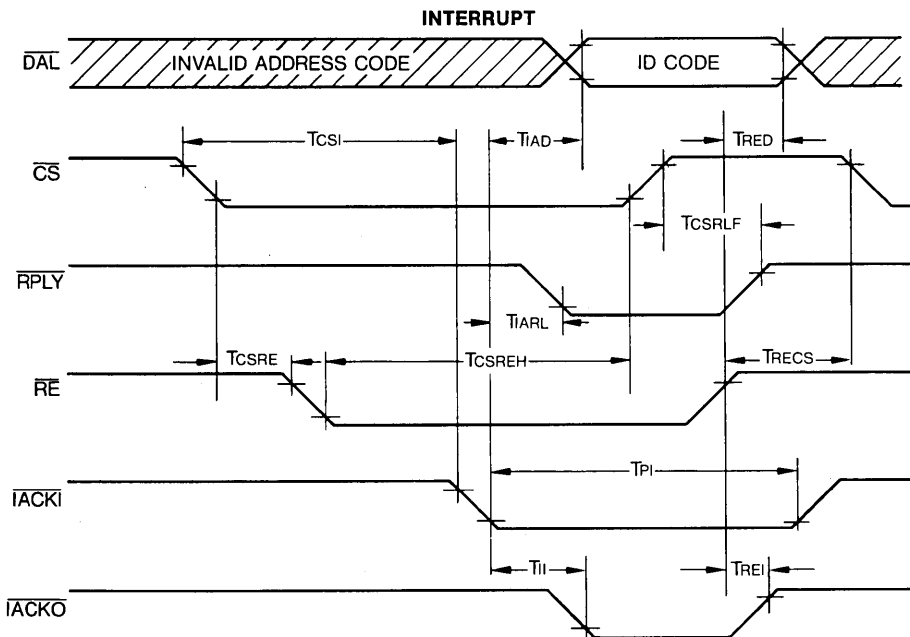 INTERRUPT
DAL
INVALID ADDRESS CODE
ID CODE
TCSI
TIAD
TRED
CS
TCSRLF
RPLY
TIARL
TCSRE
TCSREH
TRECS
RE
TPI
IACKI
TII
TREI
IACKO